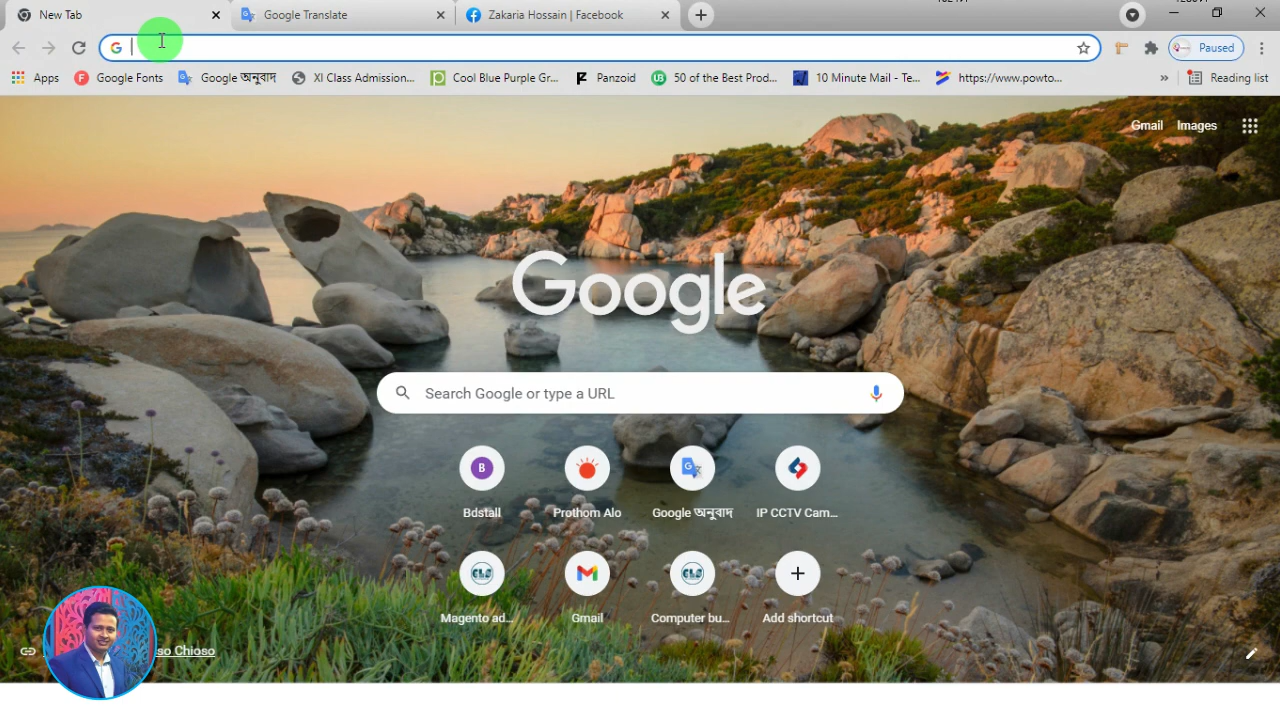 New Tab
Google Translate
Zakaria Hossain | Facebook
Paused
Apps
Google Fonts
Google অনুবাদ
XI Class Admission...
Cool Blue Purple Gr...
Panzoid
50 of the Best Prod...
10 Minute Mail - Te...
https://www.powto...
Reading list
Gmail
Images
Google
Search Google or type a URL
B
Bdstall
Prothom Alo
Google অনুবাদ
IP CCTV Cam...
Magento ad...
Gmail
Computer bu...
Add shortcut
so Chioso